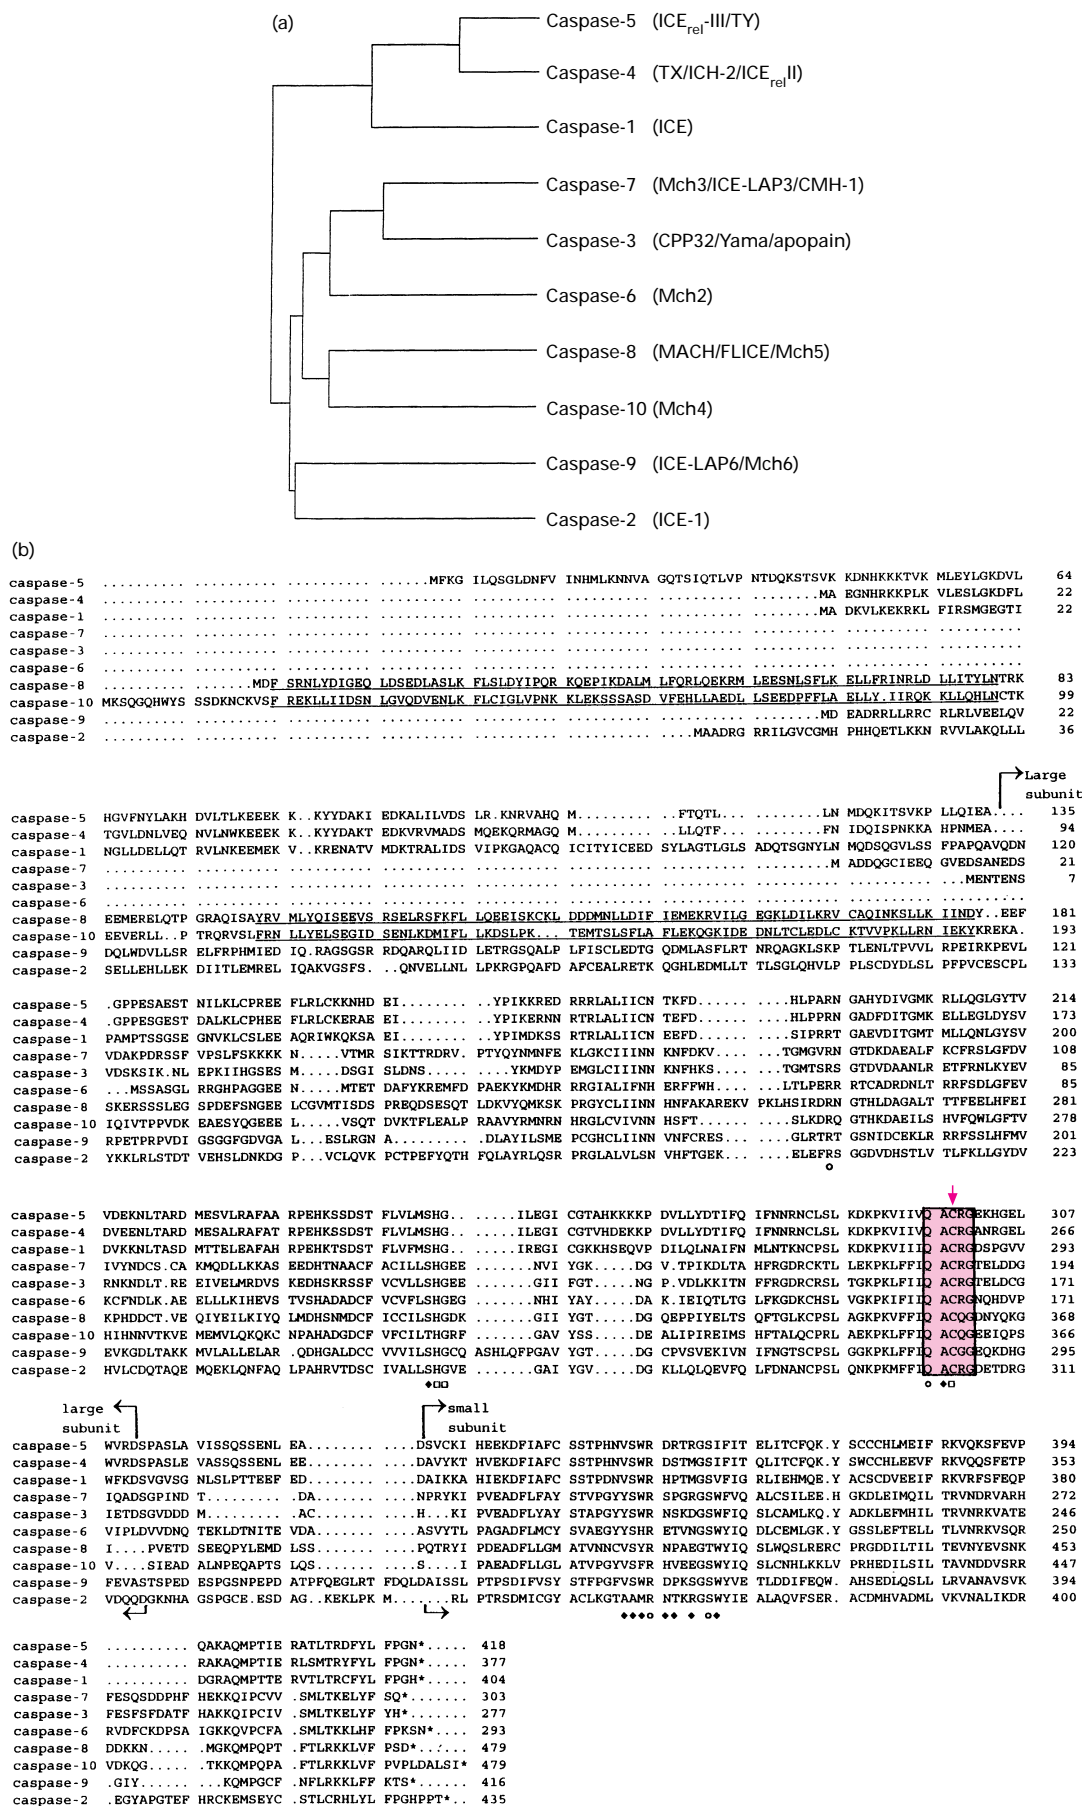 (a)
Caspase-5 (ICErel-III/TY)
Caspase-4 (TX/ICH-2/ICErelII)
Caspase-1 (ICE)
Caspase-7 (Mch3/ICE-LAP3/CMH-1)
Caspase-3 (CPP32/Yama/apopain)
Caspase-6 (Mch2)
Caspase-8 (MACH/FLICE/Mch5)
Caspase-10 (Mch4)
Caspase-9 (ICE-LAP6/Mch6)
Caspase-2 (ICE-1)
(b)
caspase-5 .......... .......... .......... .......... ......MFKG ILQSGLDNFV INHMLKNNVA GQTSIQTLVP NTDQKSTSVK KDNHKKKTVK MLEYLGKDVL 64
caspase-4 .......... .......... .......... .......... .......... .......... .......... .......... ........MA EGNHRKKPLK VLESLGKDFL 22
caspase-1 .......... .......... .......... .......... .......... .......... .......... .......... ........MA DKVLKEKRKL FIRSMGEGTI 22
caspase-7 .......... .......... .......... .......... .......... .......... .......... .......... .......... .......... ..........
caspase-3 .......... .......... .......... .......... .......... .......... .......... .......... .......... .......... ..........
caspase-6 .......... .......... .......... .......... .......... .......... .......... .......... .......... .......... ..........
caspase-8 .......... .........MDF SRNLYDIGEQ LDSEDLASLK FLSLDYIPQR KQEPIKDALM LFQRLQEKRM LEESNLSFLK ELLFRINRLD LLITYLNTRK 83
caspase-10 MKSQGQHWYS SSDKNCKVSF REKLLIIDSN LGVQDVENLK FLCIGLVPNK KLEKSSSASD VFEHLLAEDL LSEEDPFFLA ELLY.IIRQK KLLQHLNCTK 99
caspase-9 .......... .......... .......... .......... .......... .......... .......... .......... ........MD EADRRLLRRC RLRLVEELQV 22
caspase-2 .......... .......... .......... .......... .......... .......... ....MAADRG RRILGVCGMH PHHQETLKKN RVVLAKQLLL 36
Large
subunit
caspase-5 HGVFNYLAKH DVLTLKEEEK K..KYYDAKI EDKALILVDS LR.KNRVAHQ M......... .FTQTL.... ........LN MDQKITSVKP LLQIEA.... 135
caspase-4 TGVLDNLVEQ NVLNWKEEEK K..KYYDAKT EDKVRVMADS MQEKQRMAGQ M......... .LLQTF.... ........FN IDQISPNKKA HPNMEA.... 94
caspase-1 NGLLDELLQT RVLNKEEMEK V..KRENATV MDKTRALIDS VIPKGAQACQ ICITYICEED SYLAGTLGLS ADQTSGNYLN MQDSQGVLSS FPAPQAVQDN 120
caspase-7 .......... .......... .......... .......... .......... .......... .......... .........M ADDQGCIEEQ GVEDSANEDS 21
caspase-3 .......... .......... .......... .......... .......... .......... .......... .......... .......... ...MENTENS 7
caspase-6 .......... .......... .......... .......... .......... .......... .......... .......... .......... ..........
caspase-8 EEMERELQTP GRAQISAYRV MLYQISEEVS RSELRSFKFL LQEEISKCKL DDDMNLLDIF IEMEKRVILG EGKLDILKRV CAQINKSLLK IINDY..EEF 181
caspase-10 EEVERLL..P TRQRVSLFRN LLYELSEGID SENLKDMIFL LKDSLPK... TEMTSLSFLA FLEKQGKIDE DNLTCLEDLC KTVVPKLLRN IEKYKREKA. 193
caspase-9 DQLWDVLLSR ELFRPHMIED IQ.RAGSGSR RDQARQLIID LETRGSQALP LFISCLEDTG QDMLASFLRT NRQAGKLSKP TLENLTPVVL RPEIRKPEVL 121
caspase-2 SELLEHLLEK DIITLEMREL IQAKVGSFS. .QNVELLNL LPKRGPQAFD AFCEALRETK QGHLEDMLLT TLSGLQHVLP PLSCDYDLSL PFPVCESCPL 133
caspase-5 .GPPESAEST NILKLCPREE FLRLCKKNHD EI........ ..YPIKKRED RRRLALIICN TKFD...... ...HLPARN GAHYDIVGMK RLLQGLGYTV 214
caspase-4 .GPPESGEST DALKLCPHEE FLRLCKERAE EI........ ..YPIKERNN RTRLALIICN TEFD...... ...HLPPRN GADFDITGMK ELLEGLDYSV 173
caspase-1 PAMPTSSGSE GNVKLCSLEE AQRIWKQKSA EI........ ..YPIMDKSS RTRLALIICN EEFD...... ...SIPRRT GAEVDITGMT MLLQNLGYSV 200
caspase-7 VDAKPDRSSF VPSLFSKKKK N.....VTMR SIKTTRDRV. PTYQYNMNFE KLGKCIIINN KNFDKV.... ...TGMGVRN GTDKDAEALF KCFRSLGFDV 108
caspase-3 VDSKSIK.NL EPKIIHGSES M.....DSGI SLDNS..... ..YKMDYP EMGLCIIINN KNFHKS.... ...TGMTSRS GTDVDAANLR ETFRNLKYEV 85
caspase-6 ...MSSASGL RRGHPAGGEE N.....MTET DAFYKREMFD PAEKYKMDHR RRGIALIFNH ERFFWH.... ...LTLPERR RTCADRDNLT RRFSDLGFEV 85
caspase-8 SKERSSSLEG SPDEFSNGEE LCGVMTISDS PREQDSESQT LDKVYQMKSK PRGYCLIINN HNFAKAREKV PKLHSIRDRN GTHLDAGALT TTFEELHFEI 281
caspase-10 IQIVTPPVDK EAESYQGEEE L...VSQTD VKTFLEALP RAAVYRMNRN HRGLCVIVNN HSFT...... ...SLKDRQ GTHKDAEILS HVFQWLGFTV 278
caspase-9 RPETPRPVDI GSGGFGDVGA L...ESLRGN A......... DLAYILSME PCGHCLIINN VNFCRES... ...GLRTRT GSNIDCEKLR RRFSSLHFMV 201
caspase-2 YKKLRLSTDT VEHSLDNKDG P...VCLQVK PCTPEFYQTH FQLAYRLQSR PRGLALVLSN VHFTGEK... ...ELEFRS GGDVDHSTLV TLFKLLGYDV 223
caspase-5 VDEKNLTARD MESVLRAFAA RPEHKSSDST FLVLMSHG.. ....ILEGI CGTAHKKKKP DVLLYDTIFQ IFNNRNCLSL KDKPKVIIVQ ACRGEKHGEL 307
caspase-4 DVEENLTARD MESALRAFAT RPEHKSSDST FLVLMSHG.. ....ILEGI CGTVHDEKKP DVLLYDTIFQ IFNNRNCLSL KDKPKVIIVQ ACRGANRGEL 266
caspase-1 DVKKNLTASD MTTELEAFAH RPEHKTSDST FLVFMSHG.. ....IREGI CGKKHSEQVP DILQLNAIFN MLNTKNCPSL KDKPKVIIIQ ACRGDSPGVV 293
caspase-7 IVYNDCS.CA KMQDLLKKAS EEDHTNAACF ACILLSHGEE ......NVI YGK....DG V.TPIKDLTA HFRGDRCKTL LEKPKLFFIQ ACRGTELDDG 194
caspase-3 RNKNDLT.RE EIVELMRDVS KEDHSKRSSF VCVLLSHGEE ......GII FGT....NG P.VDLKKITN FFRGDRCRSL TGKPKLFIIQ ACRGTELDCG 171
caspase-6 KCFNDLK.AE ELLLKIHEVS TVSHADADCF VCVFLSHGEG ......NHI YAY....DA K.IEIQTLTG LFKGDKCHSL VGKPKIFIIQ ACRGNQHDVP 171
caspase-8 KPHDDCT.VE QIYEILKIYQ LMDHSNMDCF ICCILSHGDK ......GII YGT....DG QEPPIYELTS QFTGLKCPSL AGKPKVFFIQ ACQGDNYQKG 368
caspase-10 HIHNNVTKVE MEMVLQKQKC NPAHADGDCF VFCILTHGRF ......GAV YSS....DE ALIPIREIMS HFTALQCPRL AEKPKLFFIQ ACQGEEIQPS 366
caspase-9 EVKGDLTAKK MVLALLELAR .QDHGALDCC VVVILSHGCQ ASHLQFPGAV YGT....DG CPVSVEKIVN IFNGTSCPSL GGKPKLFFIQ ACGGEQKDHG 295
caspase-2 HVLCDQTAQE MQEKLQNFAQ LPAHRVTDSC IVALLSHGVE ......GAI YGV....DG KLLQLQEVFQ LFDNANCPSL QNKPKMFFIQ ACRGDETDRG 311
large
subunit
small
subunit
caspase-5 WVRDSPASLA VISSQSSENL EA........ ..DSVCKI HEEKDFIAFC SSTPHNVSWR DRTRGSIFIT ELITCFQK.Y SCCCHLMEIF RKVQKSFEVP 394
caspase-4 WVRDSPASLE VASSQSSENL EE........ ..DAVYKT HVEKDFIAFC SSTPHNVSWR DSTMGSIFIT QLITCFQK.Y SWCCHLEEVF RKVQQSFETP 353
caspase-1 WFKDSVGVSG NLSLPTTEEF ED........ ..DAIKKA HIEKDFIAFC SSTPDNVSWR HPTMGSVFIG RLIEHMQE.Y ACSCDVEEIF RKVRFSFEQP 380
caspase-7 IQADSGPIND T......... .DA....... ..NPRYKI PVEADFLFAY STVPGYYSWR SPGRGSWFVQ ALCSILEE.H GKDLEIMQIL TRVNDRVARH 272
caspase-3 IETDSGVDDD M......... .AC....... ..H..KI PVEADFLYAY STAPGYYSWR NSKDGSWFIQ SLCAMLKQ.Y ADKLEFMHIL TRVNRKVATE 246
caspase-6 VIPLDVVDNQ TEKLDTNITE VDA....... ..ASVYTL PAGADFLMCY SVAEGYYSHR ETVNGSWYIQ DLCEMLGK.Y GSSLEFTELL TLVNRKVSQR 250
caspase-8 I....PVETD SEEQPYLEMD LSS....... ..PQTRYI PDEADFLLGM ATVNNCVSYR NPAEGTWYIQ SLCQSLRERC PRGDDILTIL TEVNYEVSNK 453
caspase-10 V....SIEAD ALNPEQAPTS LQS....... ..S....I PAEADFLLGL ATVPGYVSFR HVEEGSWYIQ SLCNHLKKLV PRHEDILSIL TAVNDDVSRR 447
caspase-9 FEVASTSPED ESPGSNPEPD ATPFQEGLRT FDQLDAISSL PTPSDIFVSY STFPGFVSWR DPKSGSWYVE TLDDIFEQW. AHSEDLQSLL LRVANAVSVK 394
caspase-2 VDQQDGKNHA GSPGCE.ESD AG..KEKLPK M.......RL PTRSDMICGY ACLKGTAAMR NTKRGSWYIE ALAQVFSER. ACDMHVADML VKVNALIKDR 400
caspase-5 .......... QAKAQMPTIE RATLTRDFYL FPGN*..... 418
caspase-4 .......... RAKAQMPTIE RLSMTRYFYL FPGN*..... 377
caspase-1 .......... DGRAQMPTTE RVTLTRCFYL FPGH*..... 404
caspase-7 FESQSDDPHF HEKKQIPCVV .SMLTKELYF SQ*....... 303
caspase-3 FESFSFDATF HAKKQIPCIV .SMLTKELYF YH*....... 277
caspase-6 RVDFCKDPSA IGKKQVPCFA .SMLTKKLHF FPKSN*.... 293
caspase-8 DDKKN..... .MGKQMPQPT .FTLRKKLVF PSD*...... 479
caspase-10 VDKQG..... .TKKQMPQPA .FTLRKKLVF PVPLDALSI* 479
caspase-9 .GIY...... ...KQMPGCF .NFLRKKLFF KTS*...... 416
caspase-2 .EGYAPGTEF HRCKEMSEYC .STLCRHLYL FPGHPPT*.. 435